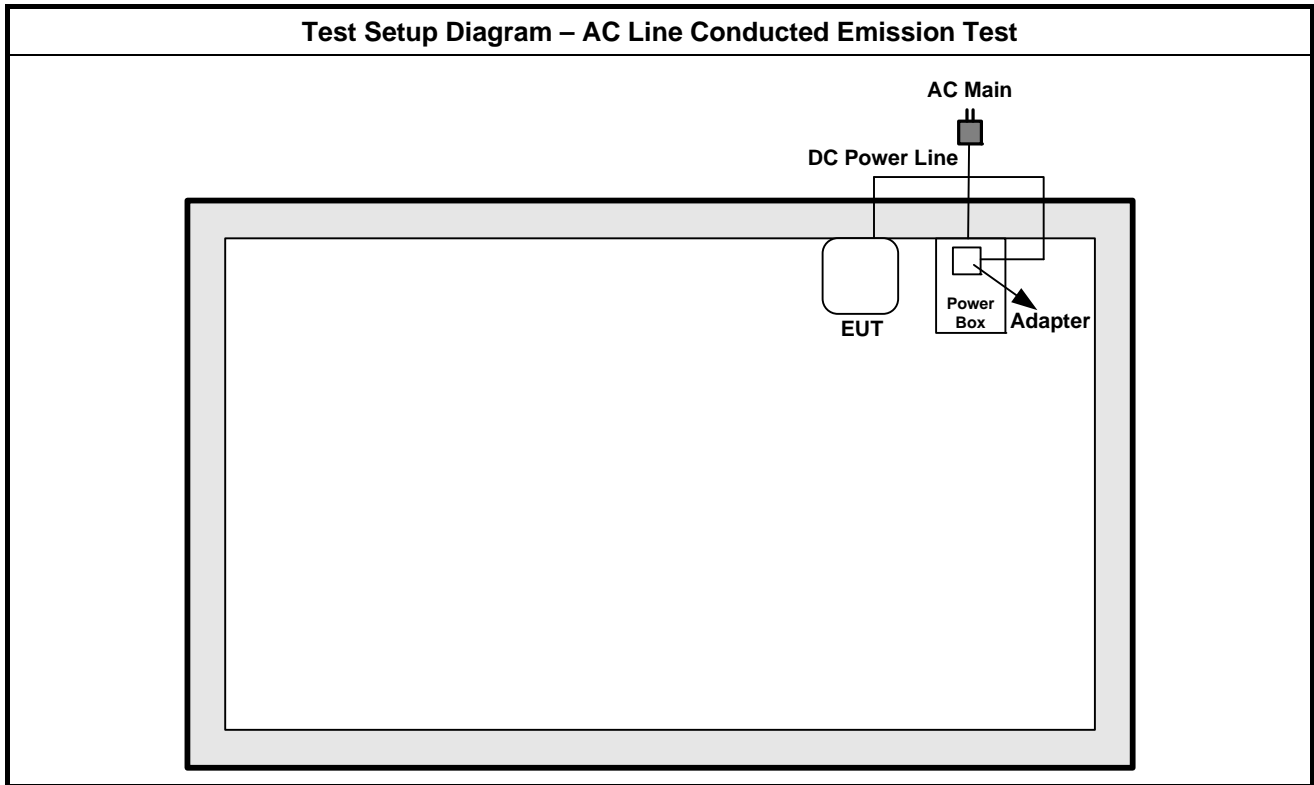 Test Setup Diagram – AC Line Conducted Emission Test
AC Main
DC Power Line
EUT
Power
Box
Adapter